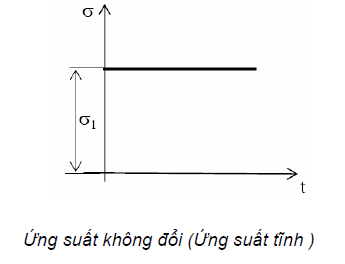 σ
σ1
t
Ứng suất không đổi (Ứng suất tĩnh )